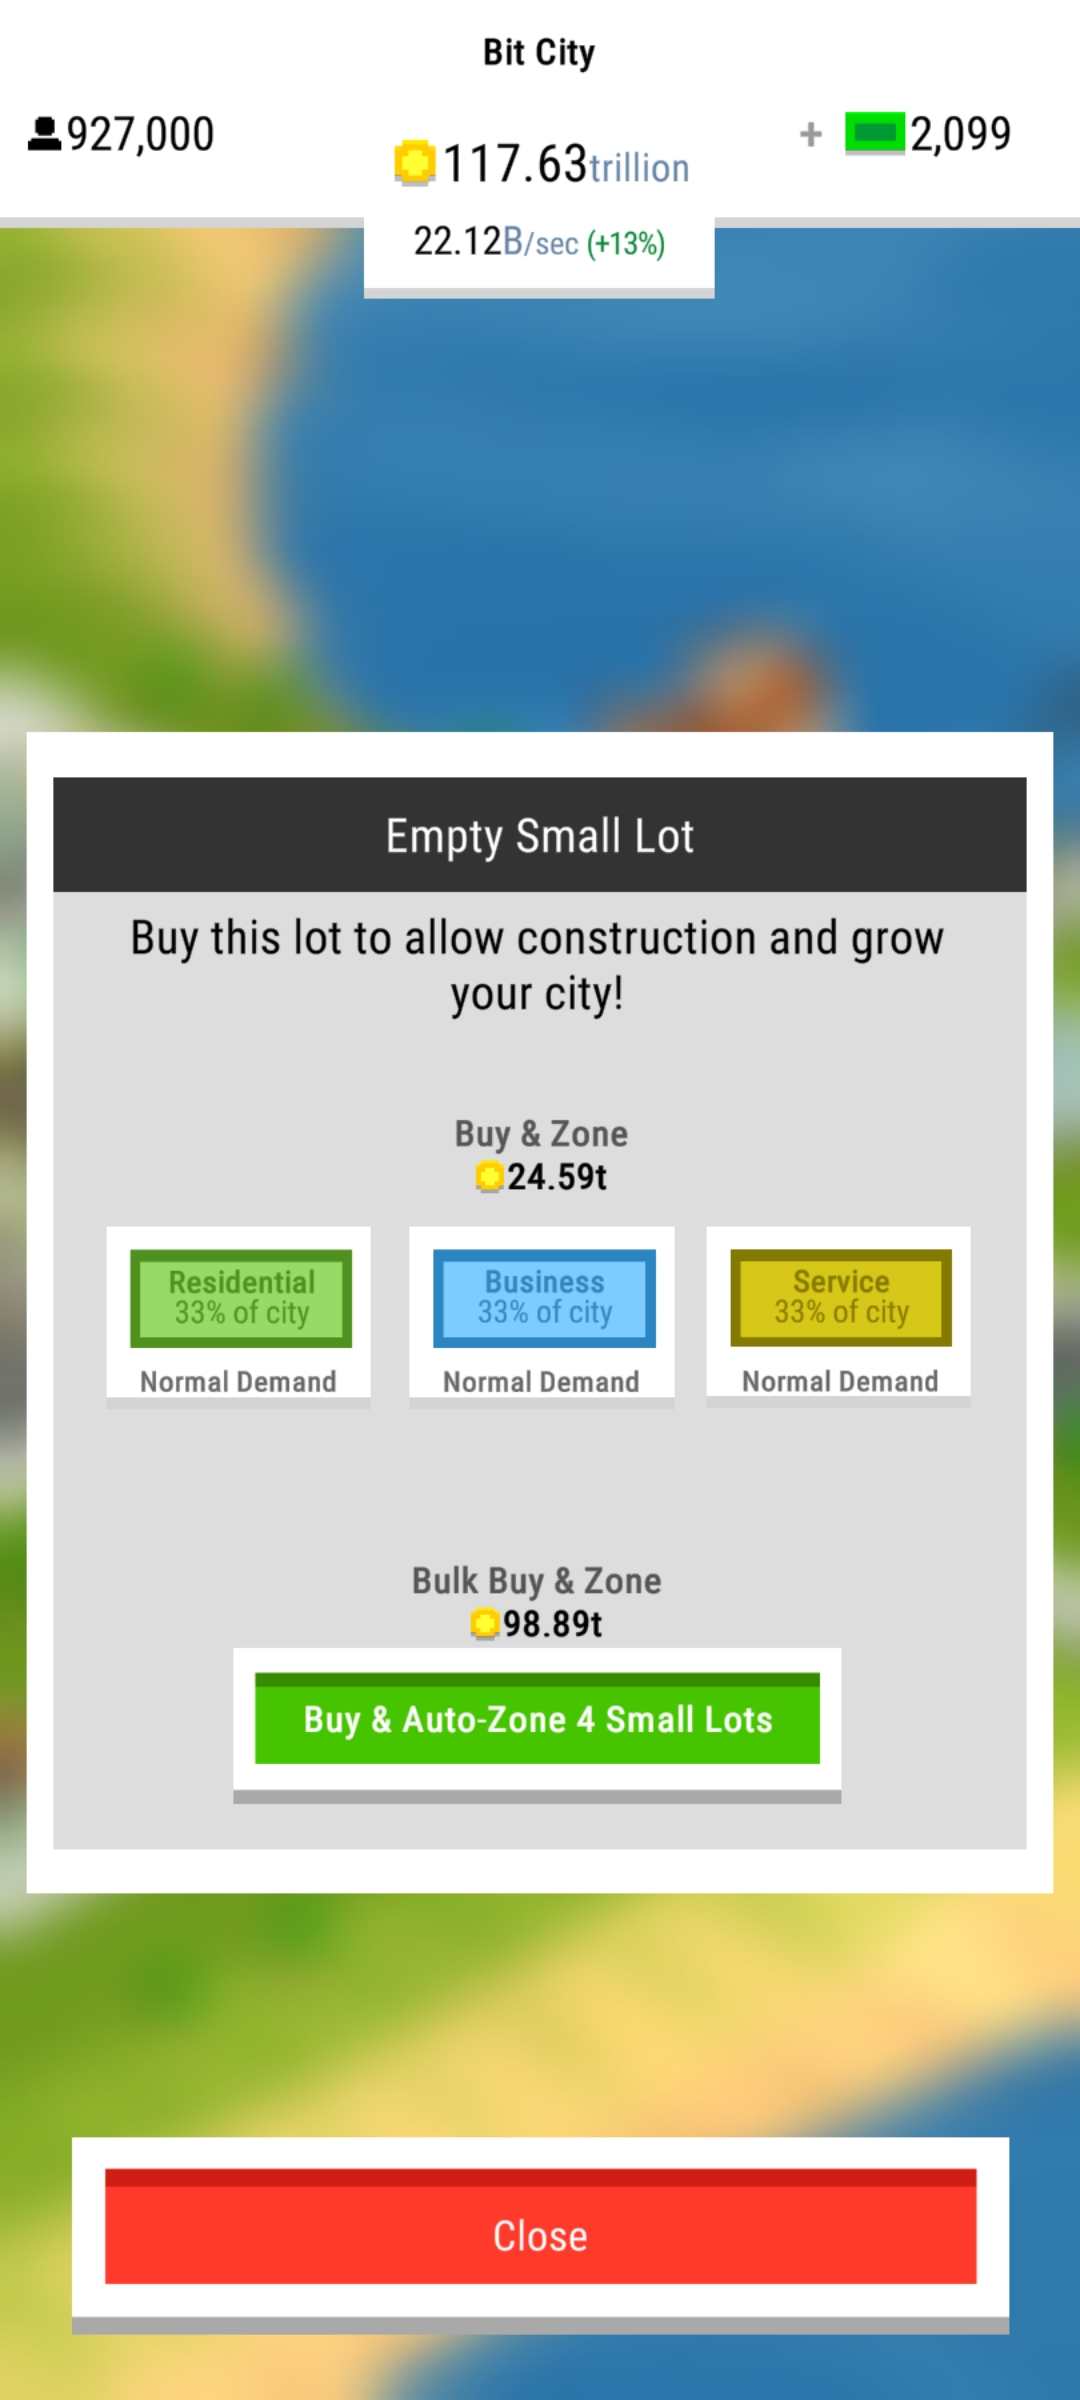 Bit City
927,000
117.63trillion
+ 2,099
22.12B/sec (+13%)
Empty Small Lot
Buy this lot to allow construction and grow
your city!
Buy & Zone
24.59t
Residential
33% of city
Normal Demand
Business
33% of city
Normal Demand
Service
33% of city
Normal Demand
Bulk Buy & Zone
98.89t
Buy & Auto-Zone 4 Small Lots
Close